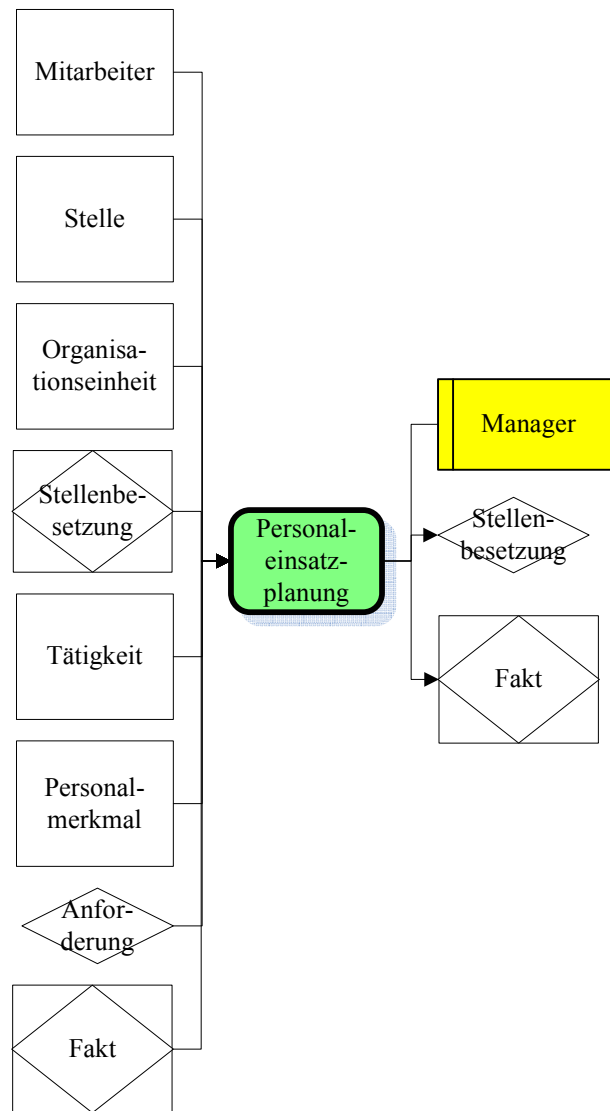 Mitarbeiter
Stelle
Organisa-
tionseinheit
Stellenbe-
setzung
Tätigkeit
Personal-
merkmal
Anfor-
derung
Fakt
Personal-
einsatz-
planung
Manager
Stellen-
besetzung
Fakt